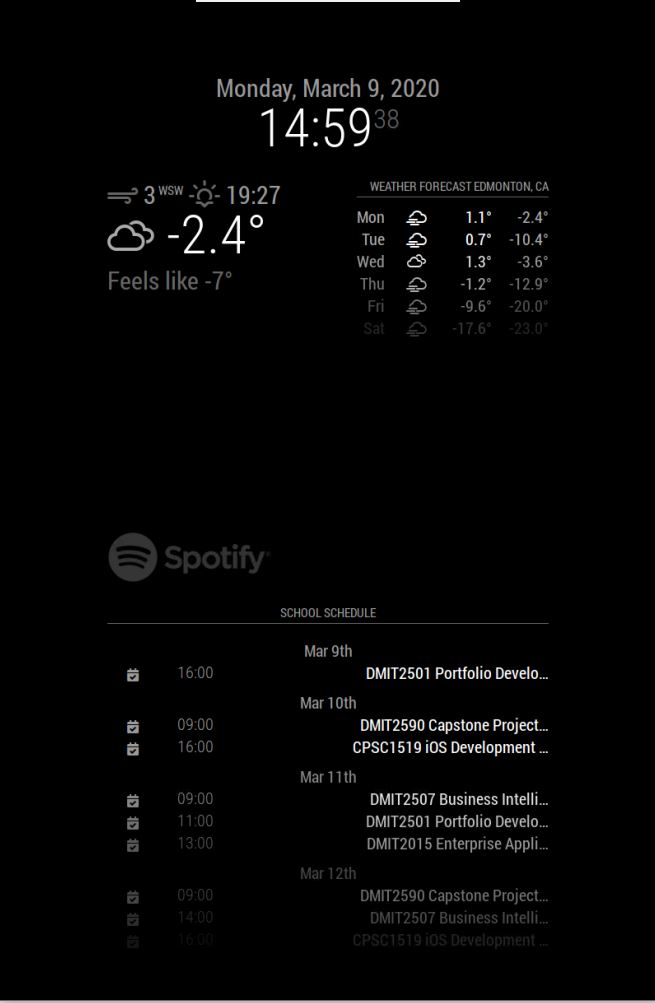 Monday, March 9, 2020
14:59 38
3 WSW 19:27
-2.4°
Feels like -7°
WEATHER FORECAST EDMONTON, CA
Mon 1.1° -2.4°
Tue 0.7° -10.4°
Wed 1.3° -3.6°
Thu -1.2° -12.9°
Fri -9.6° -20.0°
Sat -17.6° -23.0°
Spotify®
SCHOOL SCHEDULE
Mar 9th
16:00 DMIT2501 Portfolio Develo...
Mar 10th
09:00 DMIT2590 Capstone Project...
16:00 CPSC1519 iOS Development ...
Mar 11th
09:00 DMIT2507 Business Intelli...
11:00 DMIT2501 Portfolio Develo...
13:00 DMIT2015 Enterprise Appli...
Mar 12th
09:00 DMIT2590 Capstone Project...
14:00 DMIT2507 Business Intelli...
16:00 CPSC1519 iOS Development ...